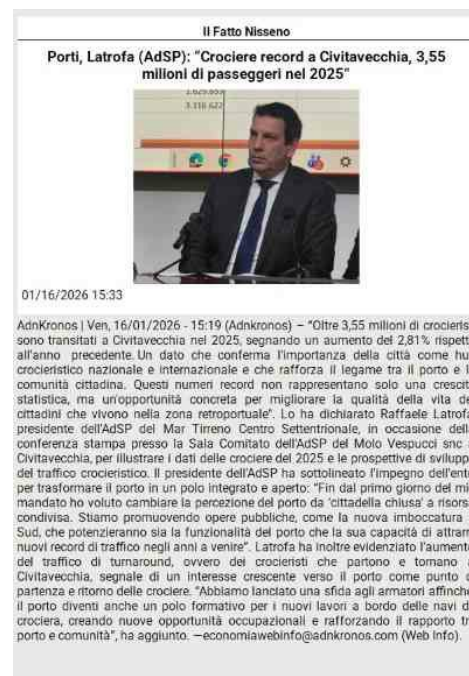 Il Fatto Nisseno
Porti, Latrofa (AdSP): “Crociere record a Civitavecchia, 3,55
milioni di passeggeri nel 2025”
3.316.622
01/16/2026 15:33
AdnKronos | Ven, 16/01/2026 - 15:19 (Adnkronos) – “Oltre 3,55 milioni di crocieris
sono transitati a Civitavecchia nel 2025, segnando un aumento del 2,81% rispett
all'anno precedente. Un dato che conferma l'importanza della città come hu
crocieristico nazionale e internazionale e che rafforza il legame tra il porto e l
comunità cittadina. Questi numeri record non rappresentano solo una crescit
statistica, ma un'opportunità concreta per migliorare la qualità della vita de
cittadini che vivono nella zona retroportuale”. Lo ha dichiarato Raffaele Latrof
presidente dell'AdSP del Mar Tirreno Centro Settentrionale, in occasione dell
conferenza stampa presso la Sala Comitato dell'AdSP del Molo Vespucci snc
Civitavecchia, per illustrare i dati delle crociere del 2025 e le prospettive di svilupp
del traffico crocieristico. Il presidente dell'AdSP ha sottolineato l'impegno dell'ent
per trasformare il porto in un polo integrato e aperto: “Fin dal primo giorno del mi
mandato ho voluto cambiare la percezione del porto da 'cittadella chiusa' a risors
condivisa. Stiamo promuovendo opere pubbliche, come la nuova imboccatura
Sud, che potenzieranno sia la funzionalità del porto che la sua capacità di attrarr
nuovi record di traffico negli anni a venire”. Latrofa ha inoltre evidenziato l'aument
del traffico di turnaround, ovvero dei crocieristi che partono e tornano
Civitavecchia, segnale di un interesse crescente verso il porto come punto
partenza e ritorno delle crociere. “Abbiamo lanciato una sfida agli armatori affinch
il porto diventi anche un polo formativo per i nuovi lavori a bordo delle navi d
crociera, creando nuove opportunità occupazionali e rafforzando il rapporto tr
porto e comunità”, ha aggiunto. —economiawebinfo@adnkronos.com (Web Info).